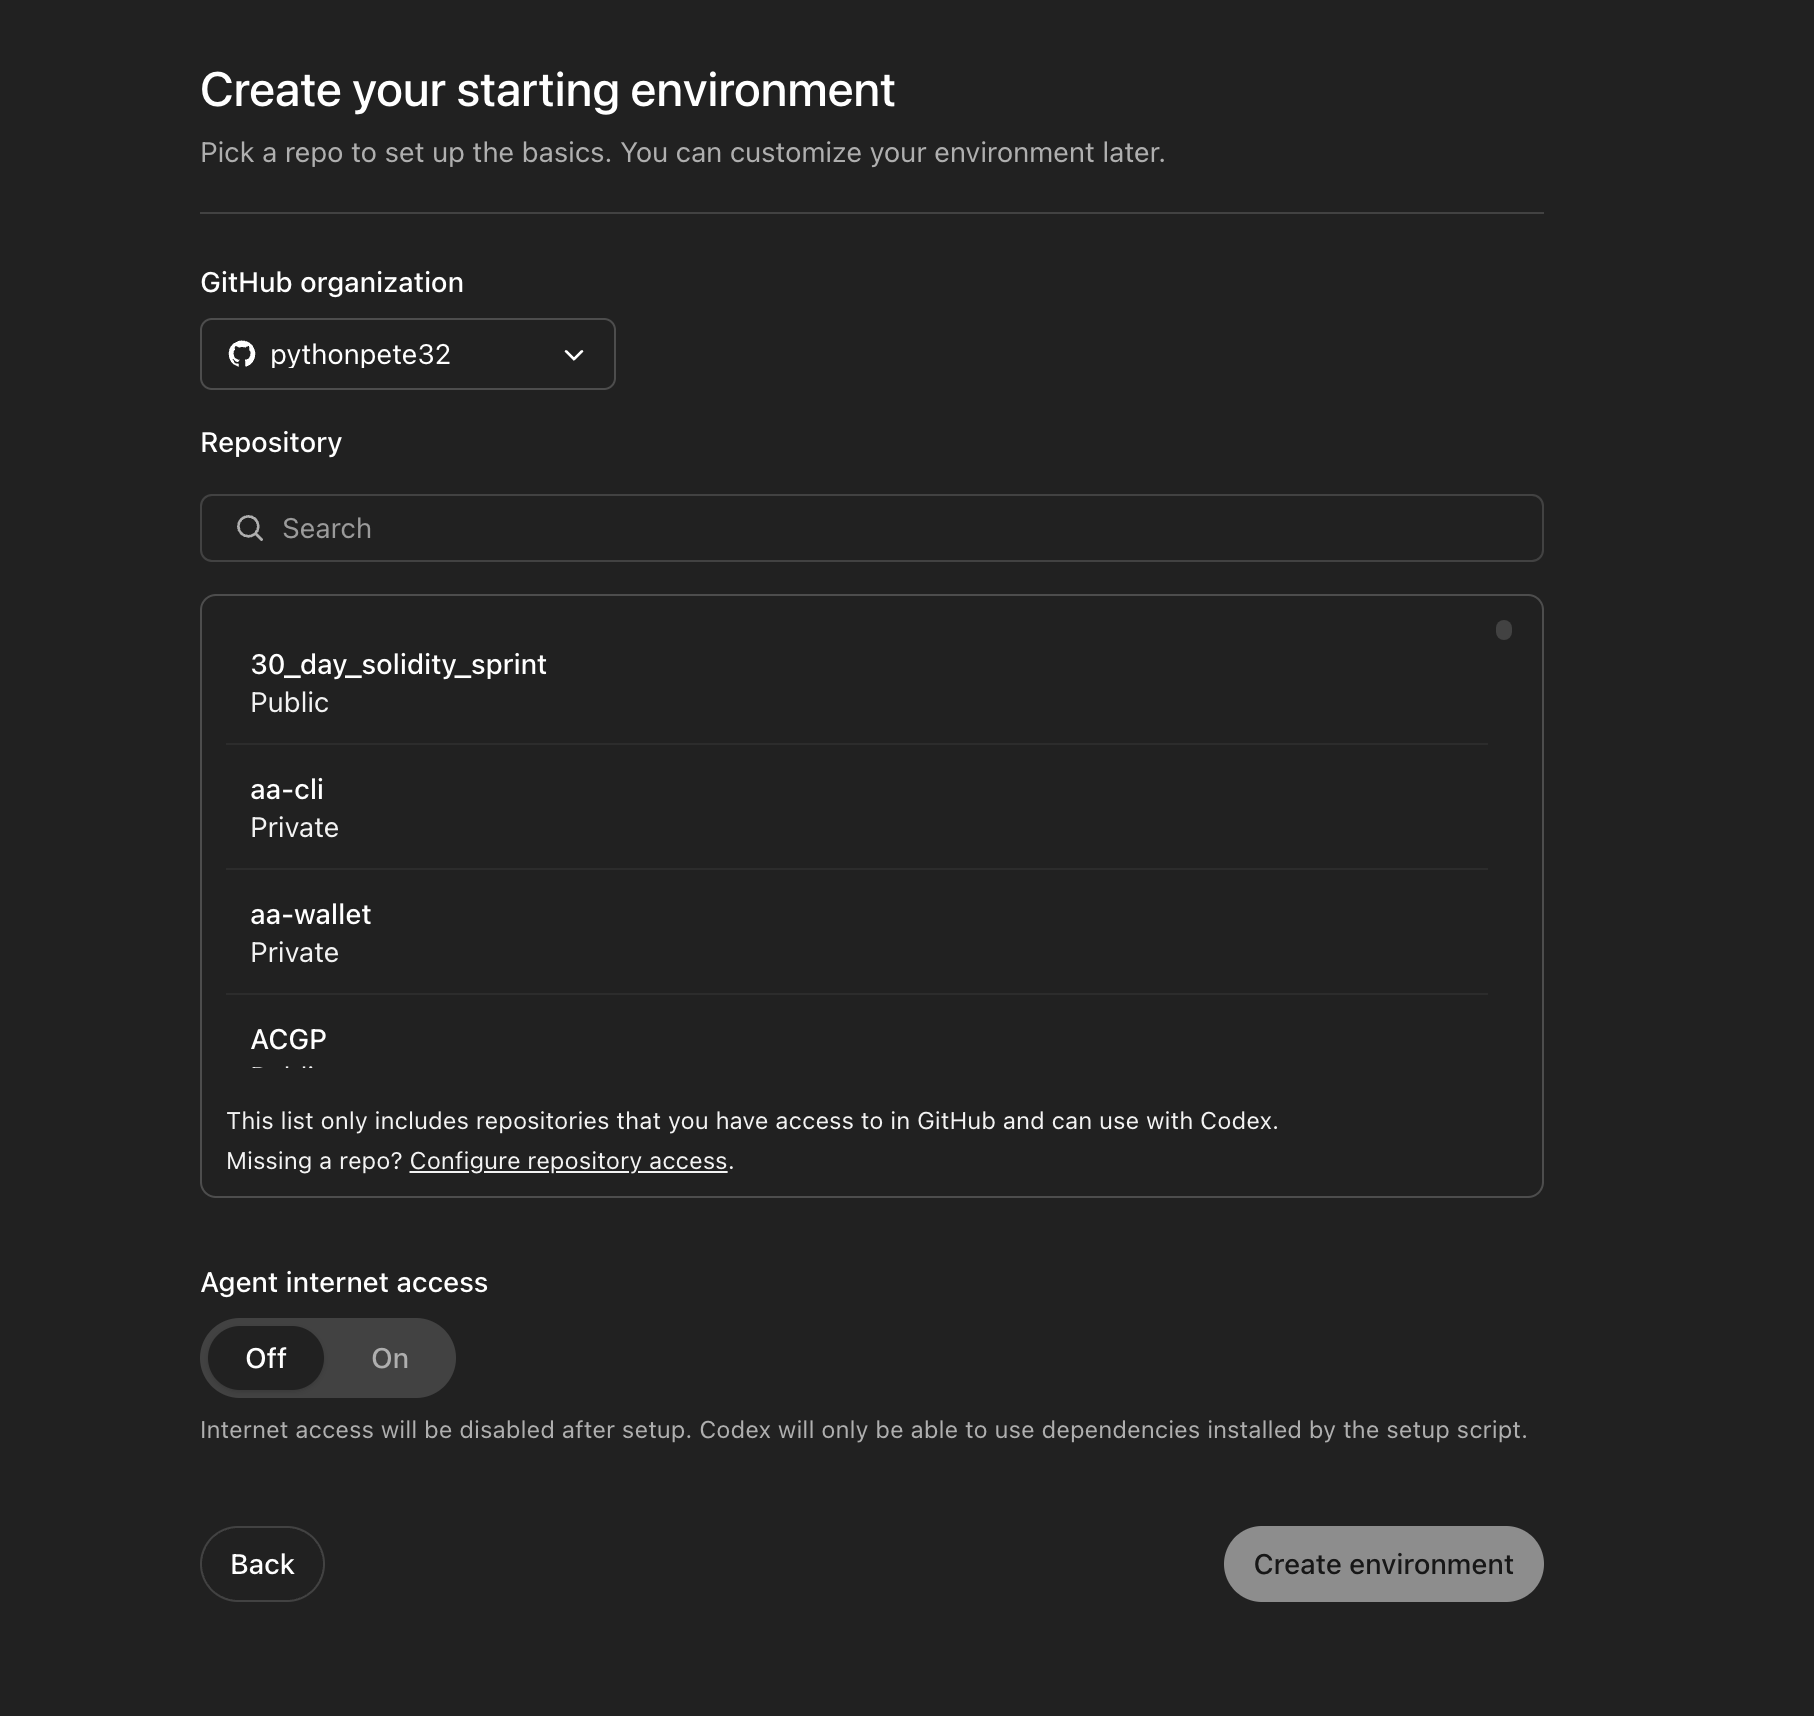 Create your starting environment
Pick a repo to set up the basics. You can customize your environment later.
GitHub organization
pythonpete32
Repository
Search
30_day_solidity_sprint
Public
aa-cli
Private
aa-wallet
Private
ACGP
This list only includes repositories that you have access to in GitHub and can use with Codex.
Missing a repo? Configure repository access.
Agent internet access
Off On
Internet access will be disabled after setup. Codex will only be able to use dependencies installed by the setup script.
Back
Create environment